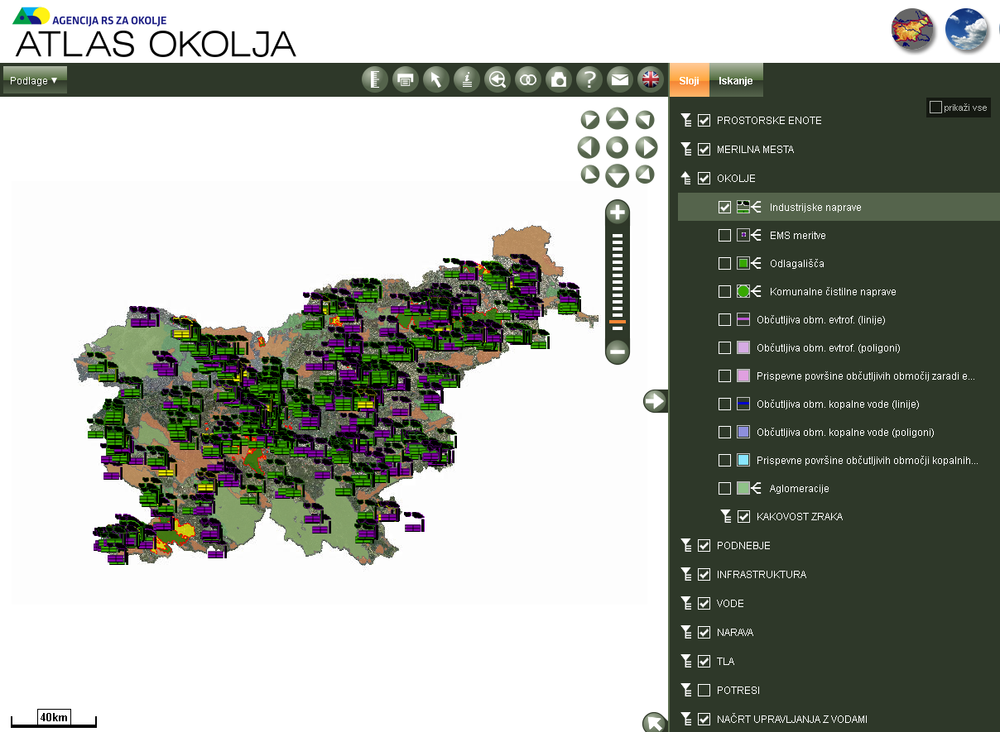 AGENCIJA RS ZA OKOLJE
ATLAS OKOLJA
Podlage ▼
Sloji
Iskanje
prikaži vse
PROSTORSKE ENOTE
MERILNA MESTA
OKOLJE
Industrijske naprave
EMS meritve
Odlagališča
Komunalne čistilne naprave
Občutljiva obm. evtrof. (linije)
Občutljiva obm. evtrof. (poligoni)
Prispevne površine občutljivih območij zaradi e...
Občutljiva obm. kopalne vode (linije)
Občutljiva obm. kopalne vode (poligoni)
Prispevne površine občutljivih območji kopalnih...
Aglomeracije
KAKOVOST ZRAKA
PODNEBJE
INFRASTRUKTURA
VODE
NARAVA
TLA
POTRESI
NAČRT UPRAVLJANJA Z VODAMI
40km